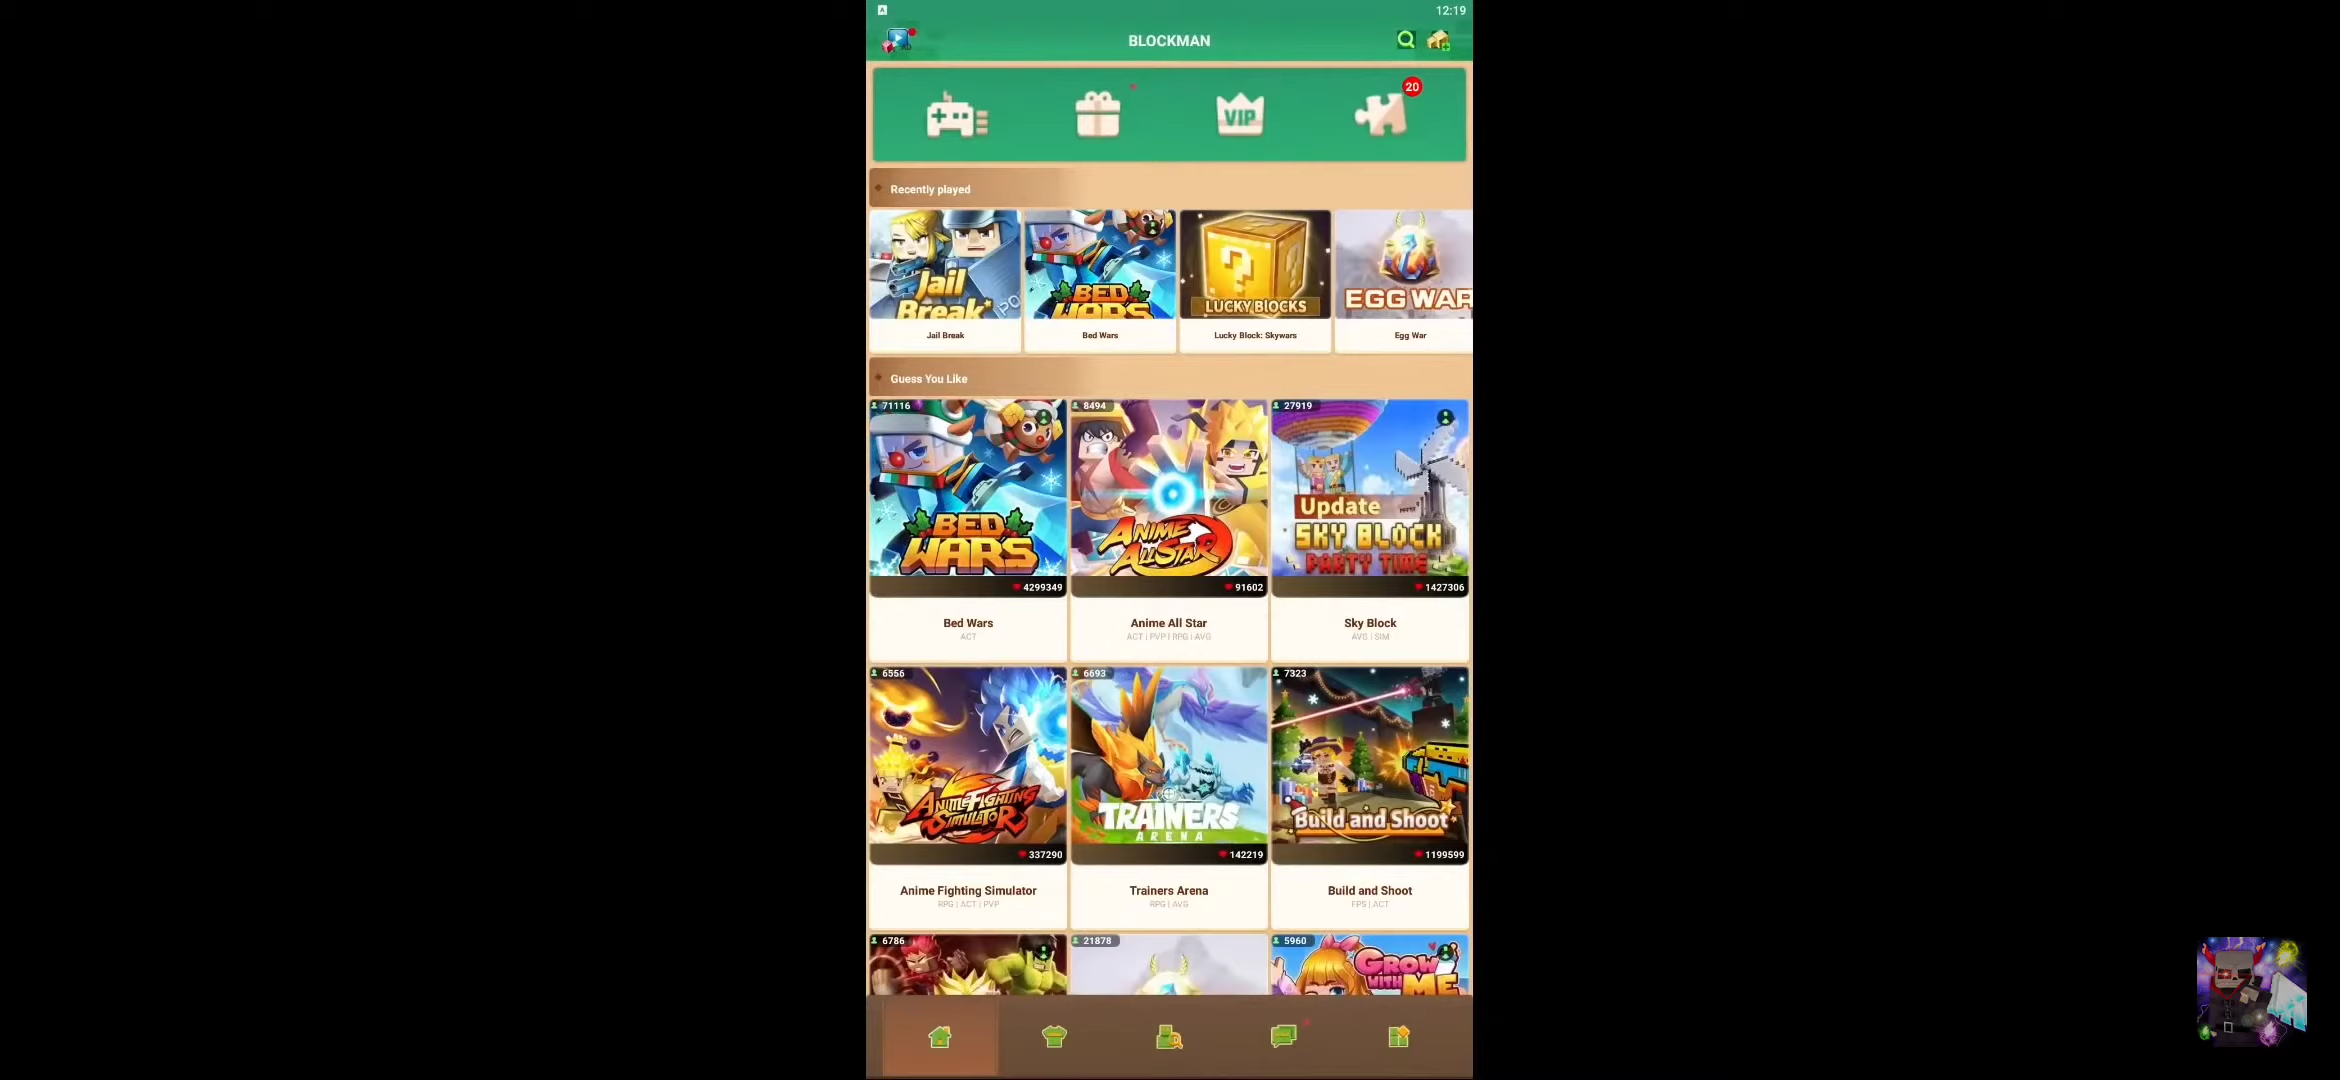 A
12:19
AD
BLOCKMAN
VIP
20
Recently played
Jail
Break
BED
WARS
LUCKY BLOCKS
EGG WAR
Jail Break
Bed Wars
Lucky Block: Skywars
Egg War
Guess You Like
71116
8494
27919
BED
WARS
ANIME
ALL STAR
Update
SKY BLOCK
PARTY TIME
4299349
91602
1427306
Bed Wars
Anime All Star
Sky Block
ACT
ACT | PVP | RPG | AVG
AVG | SIM
6556
6693
7323
ANIME FIGHTING
SIMULATOR
TRAINERS
ARENA
Build and Shoot
337290
142219
1199599
Anime Fighting Simulator
Trainers Arena
Build and Shoot
RPG | ACT | PVP
RPG | AVG
FPS | ACT
6786
21878
5960
GROW
WITH ME